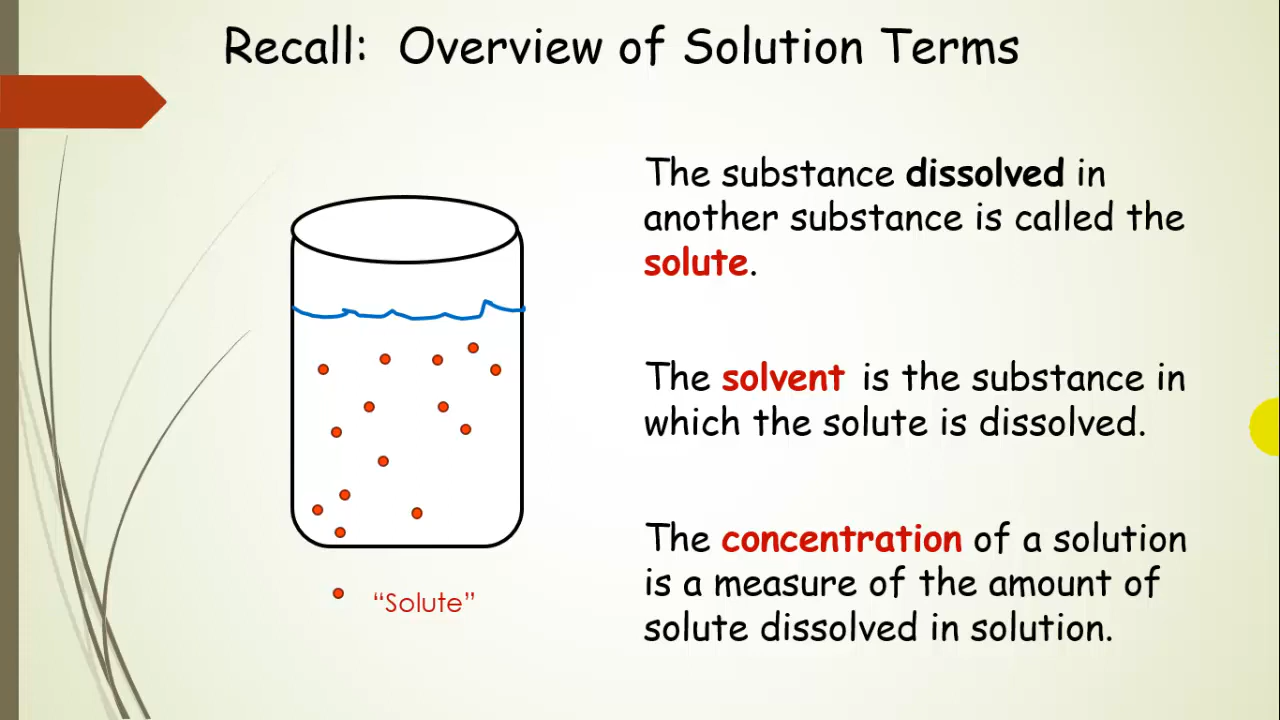 Recall:  Overview of Solution Terms
The substance dissolved in
another substance is called the
solute.
The solvent is the substance in
which the solute is dissolved.
The concentration of a solution
is a measure of the amount of
solute dissolved in solution.
“Solute”